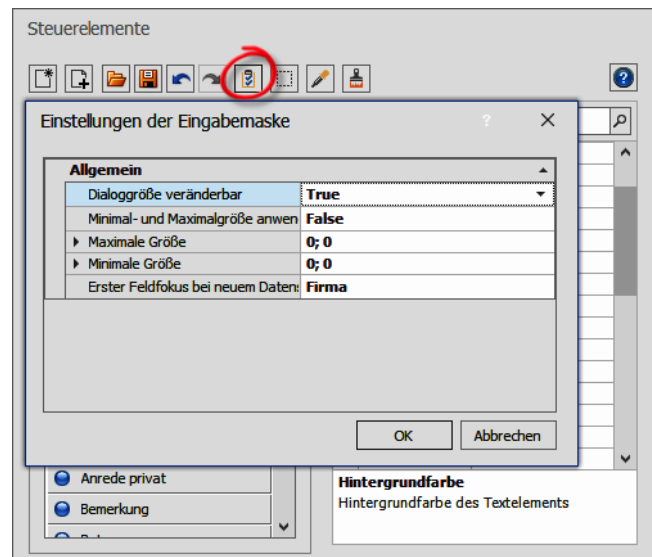 Steuerelemente
Einstellungen der Eingabemaske
Allgemein
Dialoggröße veränderbar True
Minimal- und Maximalgröße anwen False
Maximale Größe 0; 0
Minimale Größe 0; 0
Erster Feldfokus bei neuem Daten Firma
OK Abbrechen
Anrede privat
Bemerkung
Hintergrundfarbe
Hintergrundfarbe des Textelements